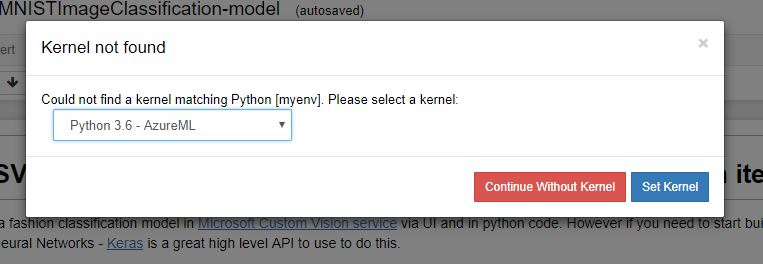 MNISTImageClassification-model (autosaved)
Kernel not found ×
ert
Could not find a kernel matching Python [myenv]. Please select a kernel:
Python 3.6 - AzureML
Continue Without Kernel Set Kernel
a fashion classification model in Microsoft Custom Vision service via UI and in python code. However if you need to start bui
eural Networks - Keras is a great high level API to use to do this.